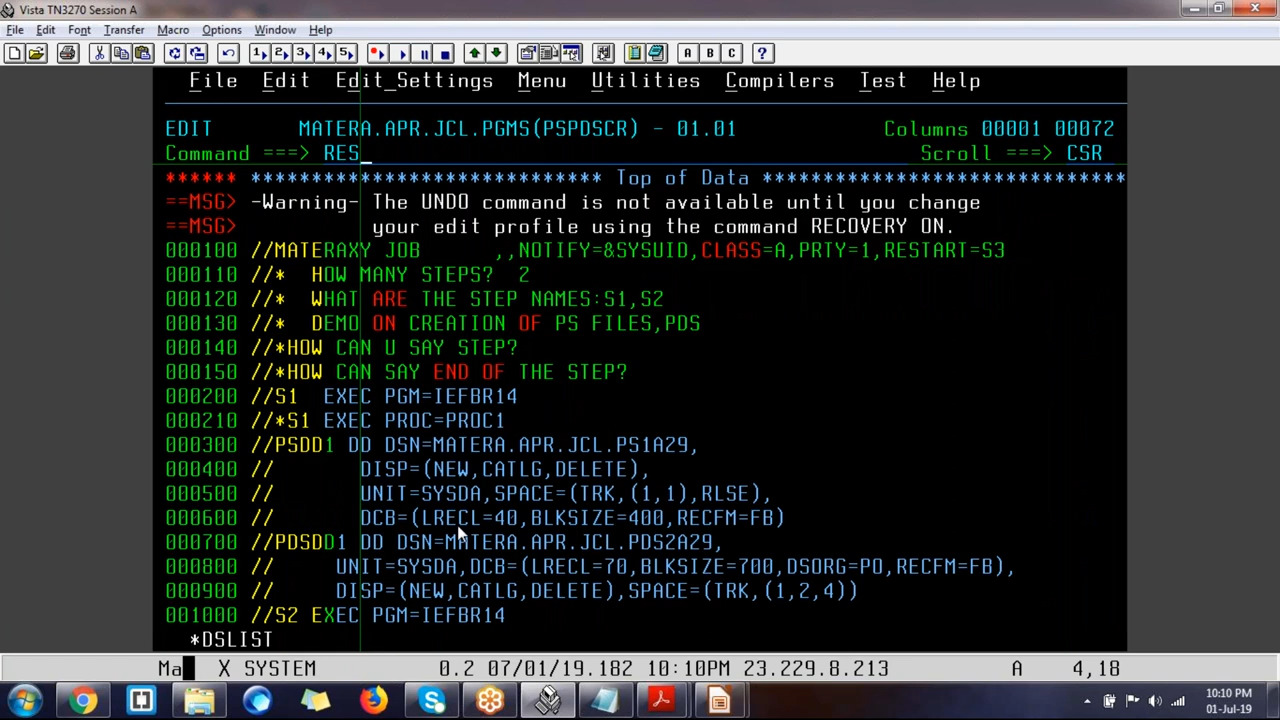 Vista TN3270 Session A
File Edit Font Transfer Macro Options Window Help
1 2 3 4 5 A B C ?
File Edit Edit_Settings Menu Utilities Compilers Test Help
EDIT MATERA.APR.JCL.PGMS(PSPDSCR) - 01.01 Columns 00001 00072
Command ===> RES_ Scroll ===> CSR
****** ***************************** Top of Data ******************************
==MSG> -Warning- The UNDO command is not available until you change
==MSG> your edit profile using the command RECOVERY ON.
000100 //MATERAXY JOB ,,NOTIFY=&SYSUID,CLASS=A,PRTY=1,RESTART=S3
000110 //* HOW MANY STEPS? 2
000120 //* WHAT ARE THE STEP NAMES:S1,S2
000130 //* DEMO ON CREATION OF PS FILES,PDS
000140 //*HOW CAN U SAY STEP?
000150 //*HOW CAN SAY END OF THE STEP?
000200 //S1 EXEC PGM=IEFBR14
000210 //*S1 EXEC PROC=PROC1
000300 //PSDD1 DD DSN=MATERA.APR.JCL.PS1A29,
000400 // DISP=(NEW,CATLG,DELETE),
000500 // UNIT=SYSDA,SPACE=(TRK,(1,1),RLSE),
000600 // DCB=(LRECL=40,BLKSIZE=400,RECFM=FB)
000700 //PDSDD1 DD DSN=MATERA.APR.JCL.PDS2A29,
000800 // UNIT=SYSDA,DCB=(LRECL=70,BLKSIZE=700,DSORG=PO,RECFM=FB),
000900 // DISP=(NEW,CATLG,DELETE),SPACE=(TRK,(1,2,4))
001000 //S2 EXEC PGM=IEFBR14
*DSLIST
Ma X SYSTEM 0.2 07/01/19.182 10:10PM 23.229.8.213 A 4,18
10:10 PM
01-Jul-19